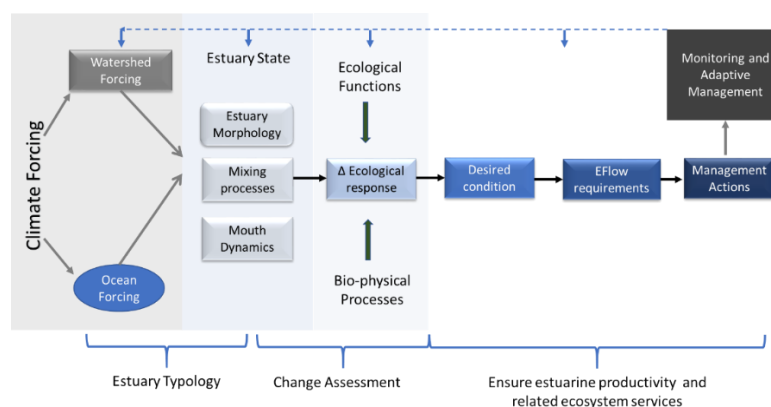 Watershed
Forcing
Climate Forcing
Ocean
Forcing
Estuary State
Estuary
Morphology
Mixing
processes
Mouth
Dynamics
Ecological
Functions
Δ Ecological
response
Bio-physical
Processes
Desired
condition
EFlow
requirements
Management
Actions
Monitoring and
Adaptive
Management
Estuary Typology
Change Assessment
Ensure estuarine productivity and
related ecosystem services